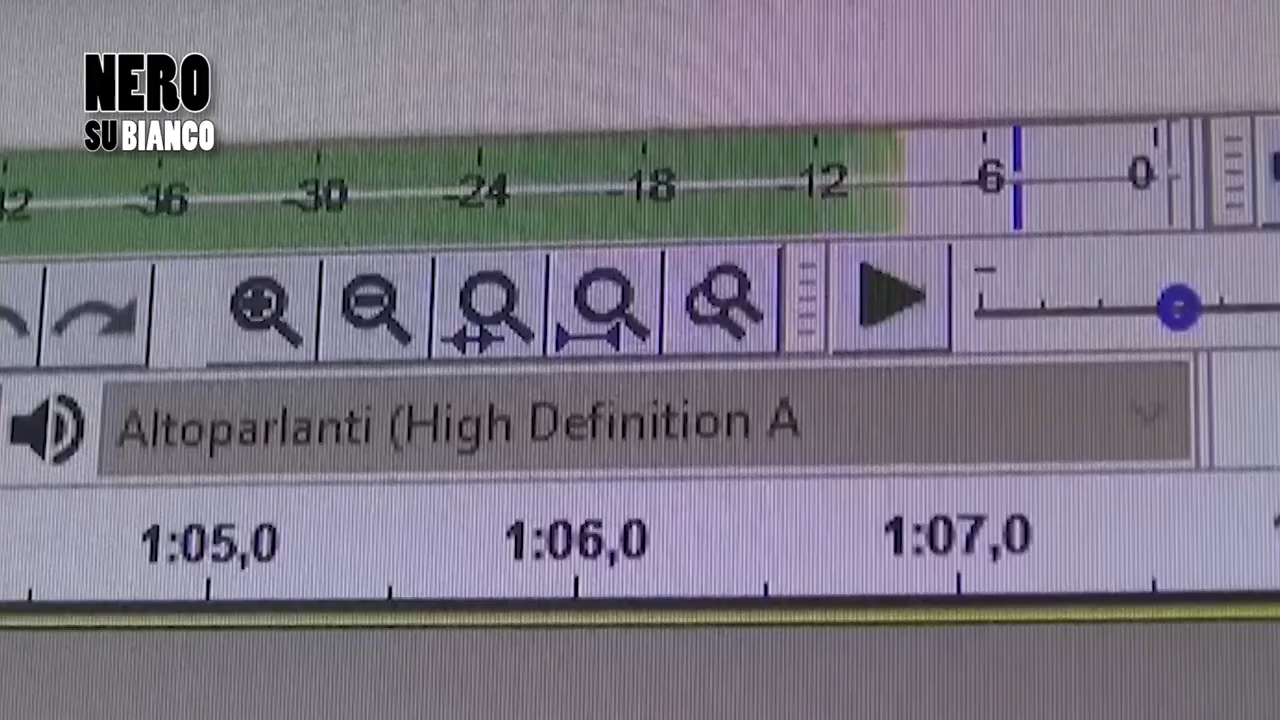 NERO
SU BIANCO
-36 -30 -24 -18 -12 -6 0
Altoparlanti (High Definition A
1:05,0 1:06,0 1:07,0